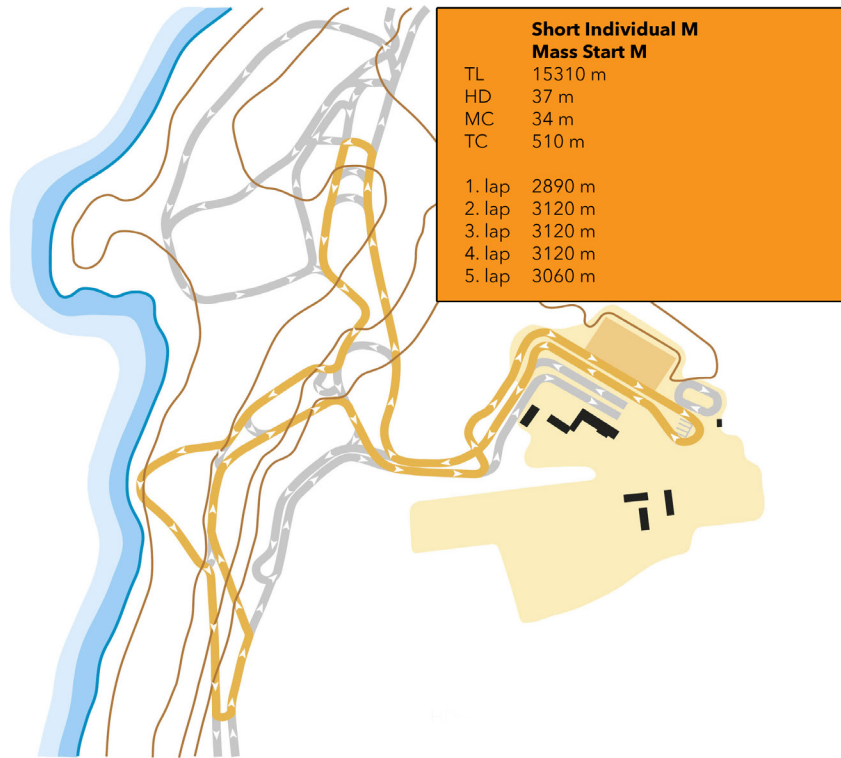 Short Individual M
Mass Start M
TL 15310 m
HD 37 m
MC 34 m
TC 510 m
1. lap 2890 m
2. lap 3120 m
3. lap 3120 m
4. lap 3120 m
5. lap 3060 m